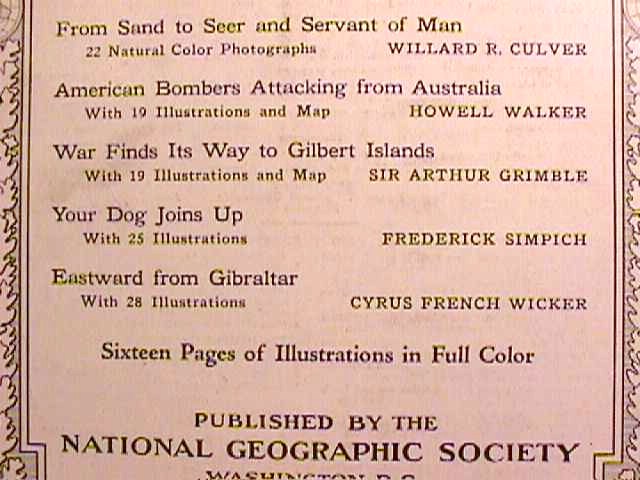 From Sand to Seer and Servant of Man
22 Natural Color Photographs WILLARD R. CULVER
American Bombers Attacking from Australia
With 19 Illustrations and Map HOWELL WALKER
War Finds Its Way to Gilbert Islands
With 19 Illustrations and Map SIR ARTHUR GRIMBLE
Your Dog Joins Up
With 25 Illustrations FREDERICK SIMPICH
Eastward from Gibraltar
With 28 Illustrations CYRUS FRENCH WICKER
Sixteen Pages of Illustrations in Full Color
PUBLISHED BY THE
NATIONAL GEOGRAPHIC SOCIETY
WASHINGTON D.C.